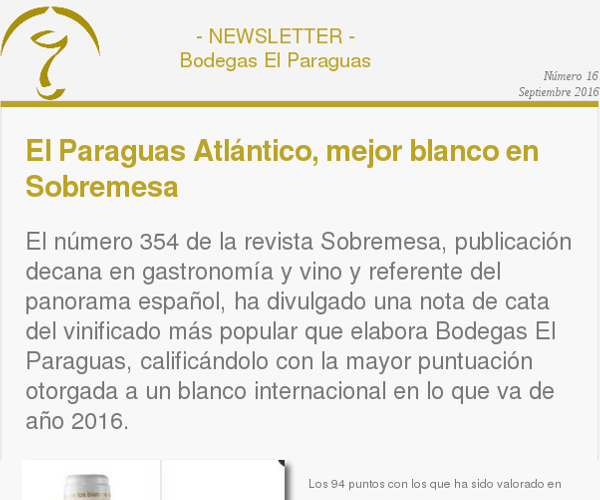 - NEWSLETTER -
Bodegas El Paraguas
Número 16
Septiembre 2016
El Paraguas Atlántico, mejor blanco en
Sobremesa
El número 354 de la revista Sobremesa, publicación
decana en gastronomía y vino y referente del
panorama español, ha divulgado una nota de cata
del vinificado más popular que elabora Bodegas El
Paraguas, calificándolo con la mayor puntuación
otorgada a un blanco internacional en lo que va de
año 2016.
Los 94 puntos con los que ha sido valorado en